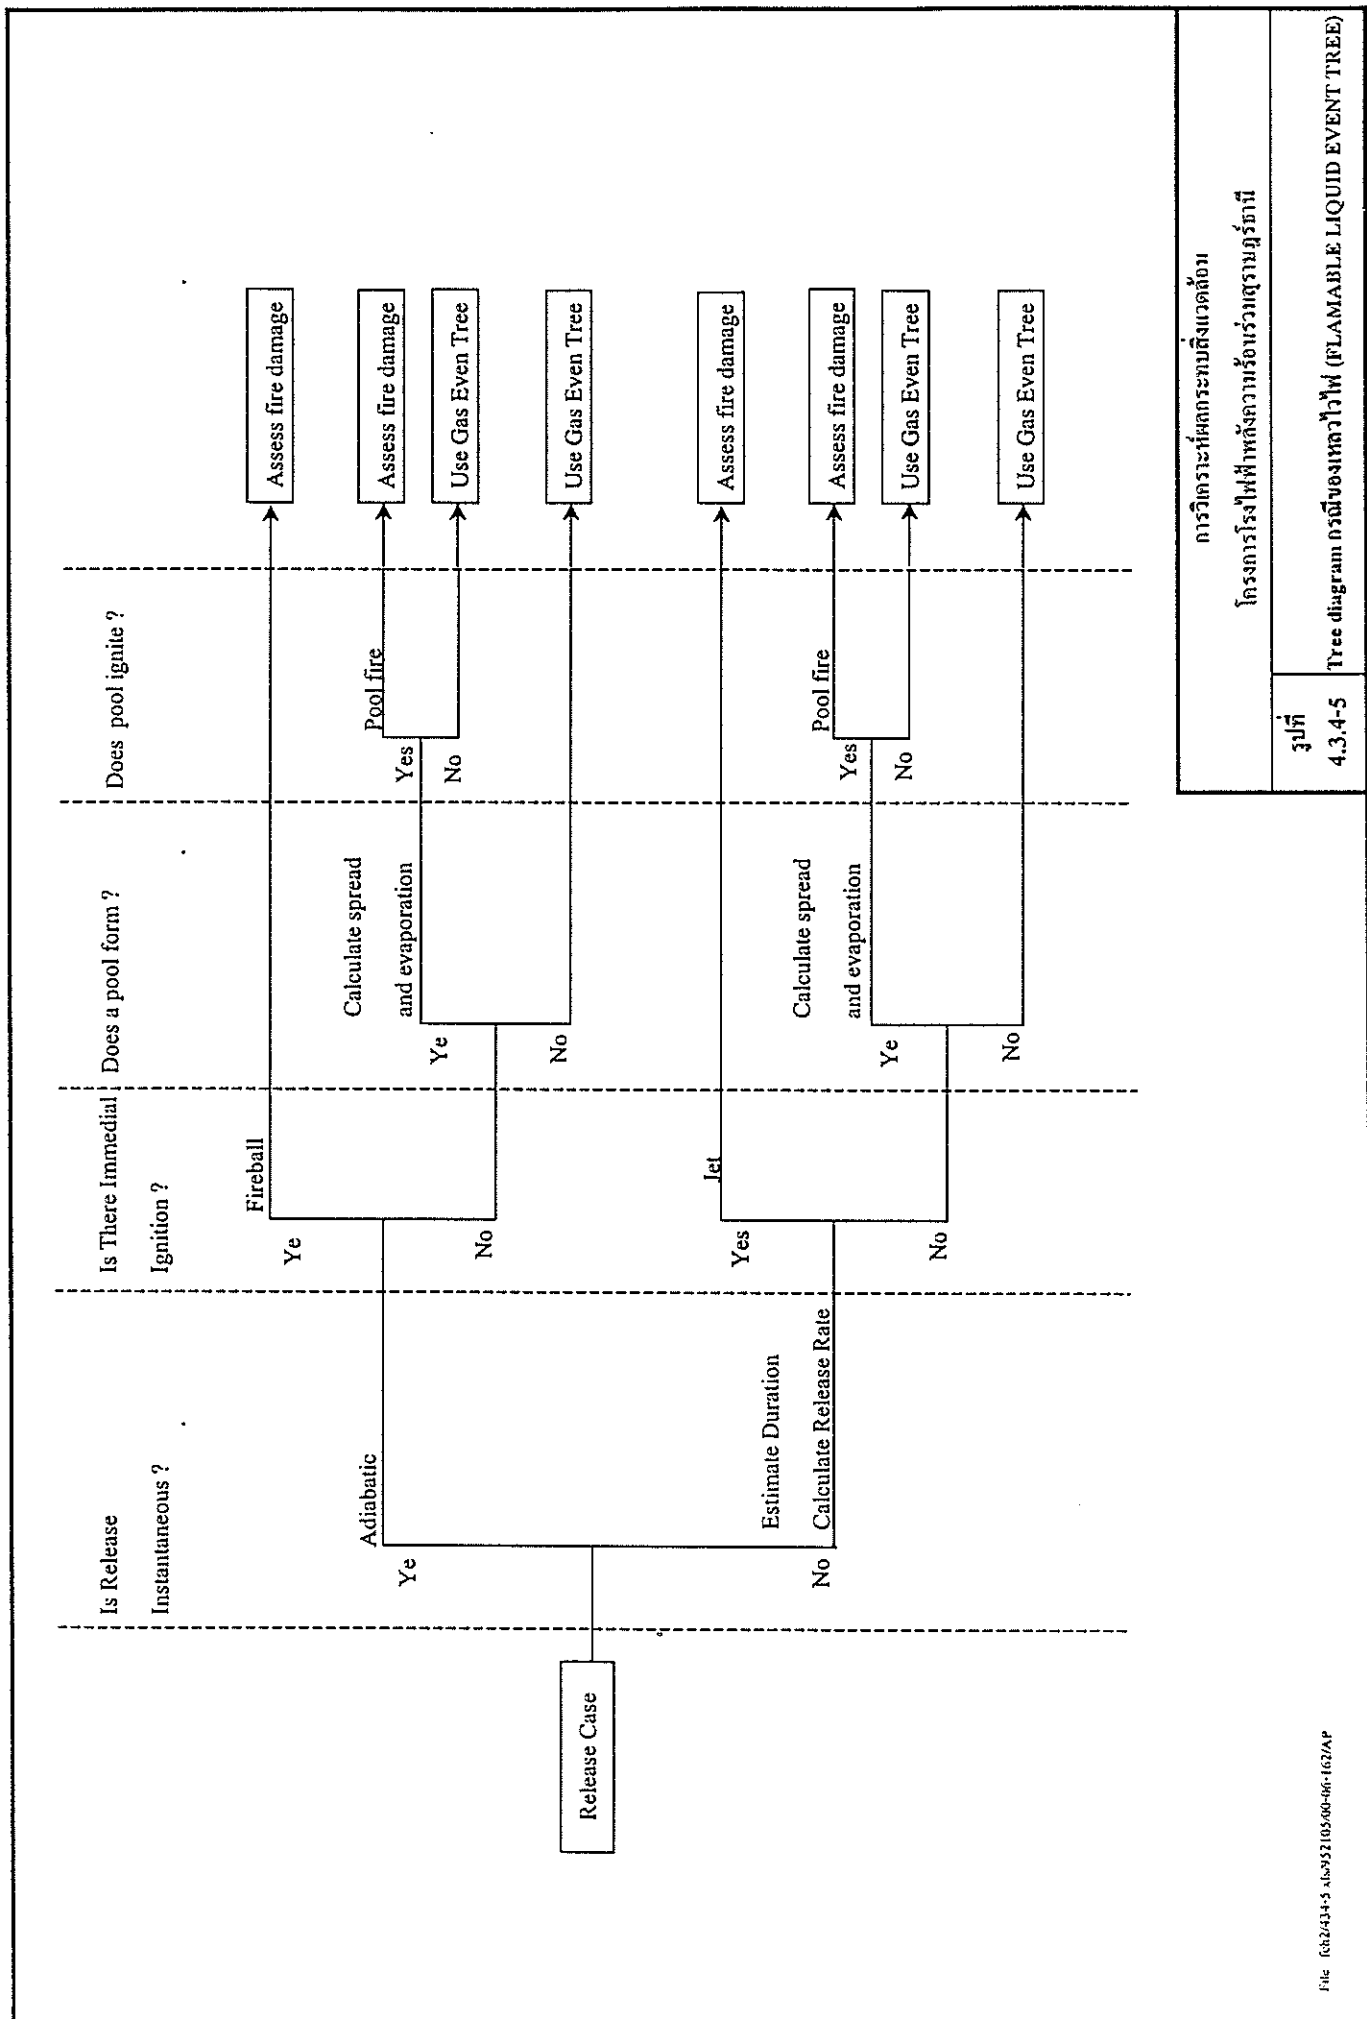 Is Release
Instantaneous ?
Is There Immedial
Ignition ?
Does a pool form ?
Does pool ignite ?
Release Case
Ye
Adiabatic
Ye
Fireball
Assess fire damage
No
Ye
Calculate spread
and evaporation
Yes
Pool fire
Assess fire damage
No
Use Gas Even Tree
No
Use Gas Even Tree
No
Estimate Duration
Calculate Release Rate
Yes
Jet
Assess fire damage
No
Ye
Calculate spread
and evaporation
Yes
Pool fire
Assess fire damage
No
Use Gas Even Tree
No
Use Gas Even Tree
การวิเคราะห์ผลกระทบสิ่งแวดล้อม
โครงการโรงไฟฟ้าพลังความร้อนร่วมสุราษฎร์ธานี
รูปที่
4.3.4-5
Tree diagram กรณีของเหลวไวไฟ (FLAMABLE LIQUID EVENT TREE)